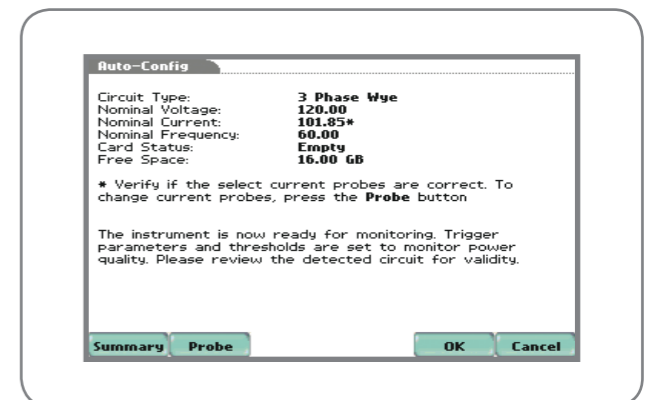 Auto-Config
Circuit Type: 3 Phase Wye
Nominal Voltage: 120.00
Nominal Current: 101.85*
Nominal Frequency: 60.00
Card Status: Empty
Free Space: 16.00 GB
* Verify if the select current probes are correct. To
change current probes, press the Probe button
The instrument is now ready for monitoring. Trigger
parameters and thresholds are set to monitor power
quality. Please review the detected circuit for validity.
Summary Probe OK Cancel